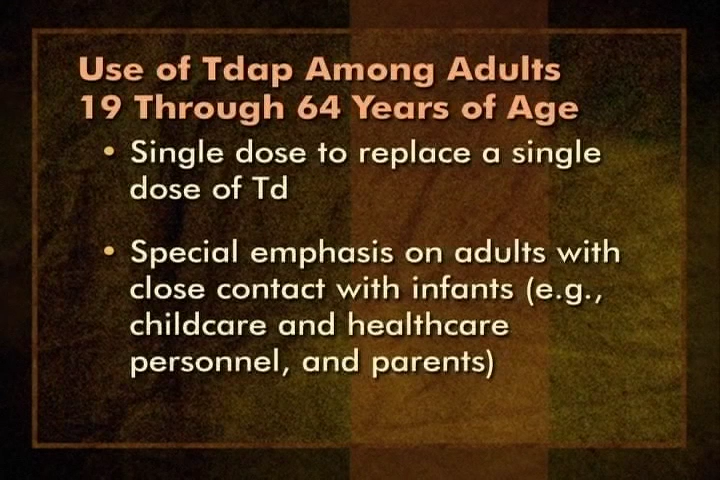 Use of Tdap Among Adults
19 Through 64 Years of Age
• Single dose to replace a single
dose of Td
• Special emphasis on adults with
close contact with infants (e.g.,
childcare and healthcare
personnel, and parents)